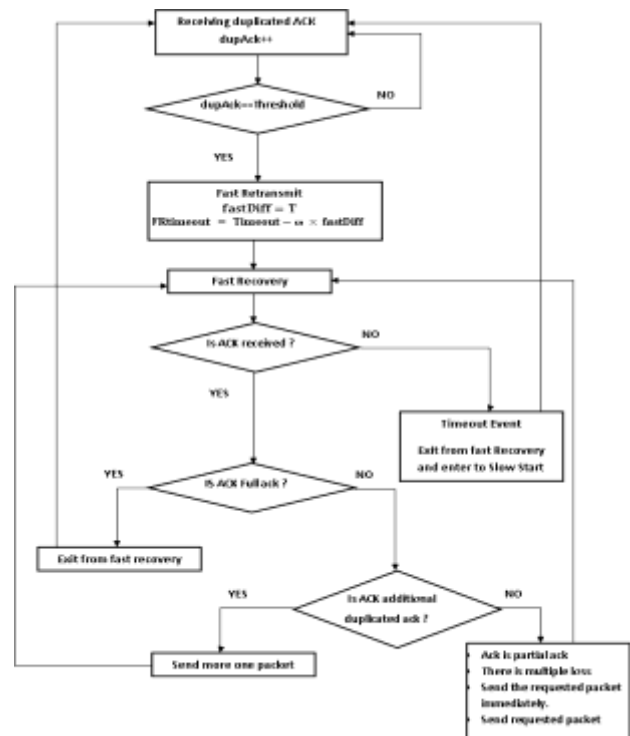 Receiving duplicated ACK
dupAck++
NO
dupAck==threshold
YES
Fast Retransmit
fastDiff = T
FRtimeout = Timeout − ω × fastDiff
Fast Recovery
NO
Is ACK received ?
YES
Timeout Event
Exit from fast Recovery
and enter to Slow Start
YES
NO
IS ACK Full ack ?
Exit from fast recovery
YES
NO
Is ACK additional
duplicated ack ?
Send more one packet
• Ack is partial ack
• There is multiple loss
• Send the requested packet
immediately.
• Send requested packet